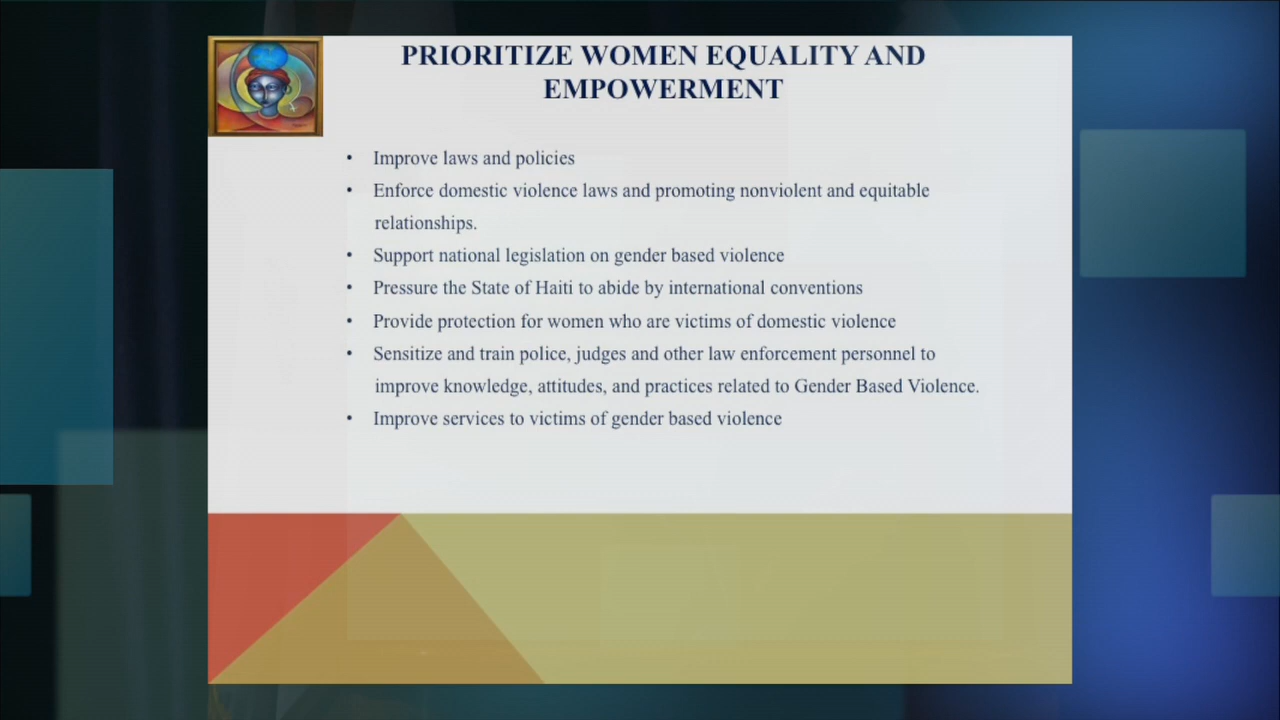 PRIORITIZE WOMEN EQUALITY AND
EMPOWERMENT
• Improve laws and policies
• Enforce domestic violence laws and promoting nonviolent and equitable
relationships.
• Support national legislation on gender based violence
• Pressure the State of Haiti to abide by international conventions
• Provide protection for women who are victims of domestic violence
• Sensitize and train police, judges and other law enforcement personnel to
improve knowledge, attitudes, and practices related to Gender Based Violence.
• Improve services to victims of gender based violence